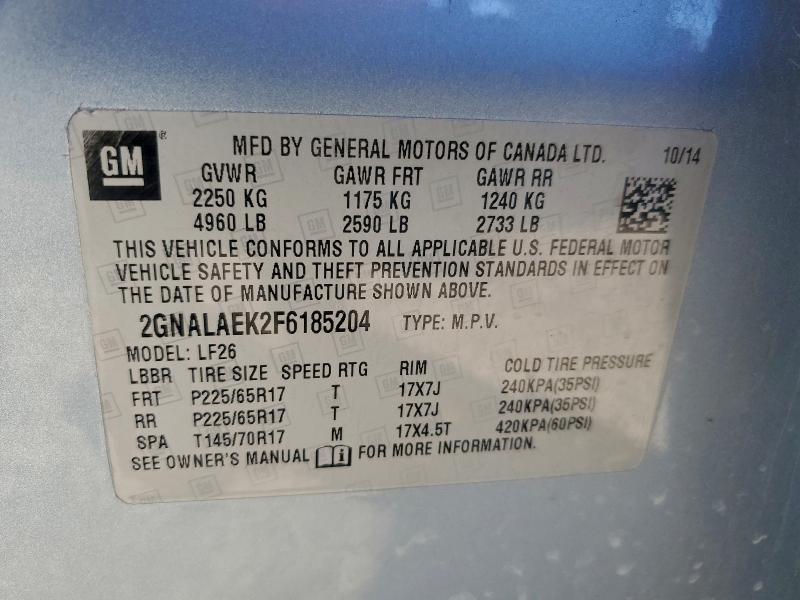 GM ® MFD BY GENERAL MOTORS OF CANADA LTD. 10/14
GVWR GAWR FRT GAWR RR
2250 KG 1175 KG 1240 KG
4960 LB 2590 LB 2733 LB
THIS VEHICLE CONFORMS TO ALL APPLICABLE U.S. FEDERAL MOTOR
VEHICLE SAFETY AND THEFT PREVENTION STANDARDS IN EFFECT ON
THE DATE OF MANUFACTURE SHOWN ABOVE.
2GNALAEK2F6185204 TYPE: M.P.V.
MODEL: LF26
LBBR TIRE SIZE SPEED RTG RIM COLD TIRE PRESSURE
FRT P225/65R17 T 17X7J 240KPA(35PSI)
RR P225/65R17 T 17X7J 240KPA(35PSI)
SPA T145/70R17 M 17X4.5T 420KPA(60PSI)
SEE OWNER'S MANUAL i FOR MORE INFORMATION.